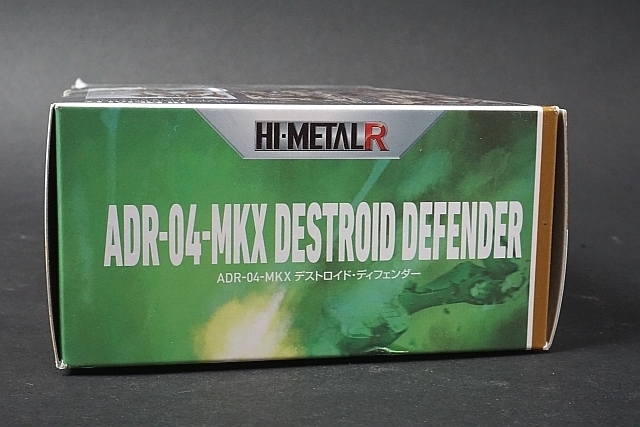 HI-METAL R
ADR-04-MKX DESTROID DEFENDER
ADR-04-MKX デストロイド・ディフェンダー